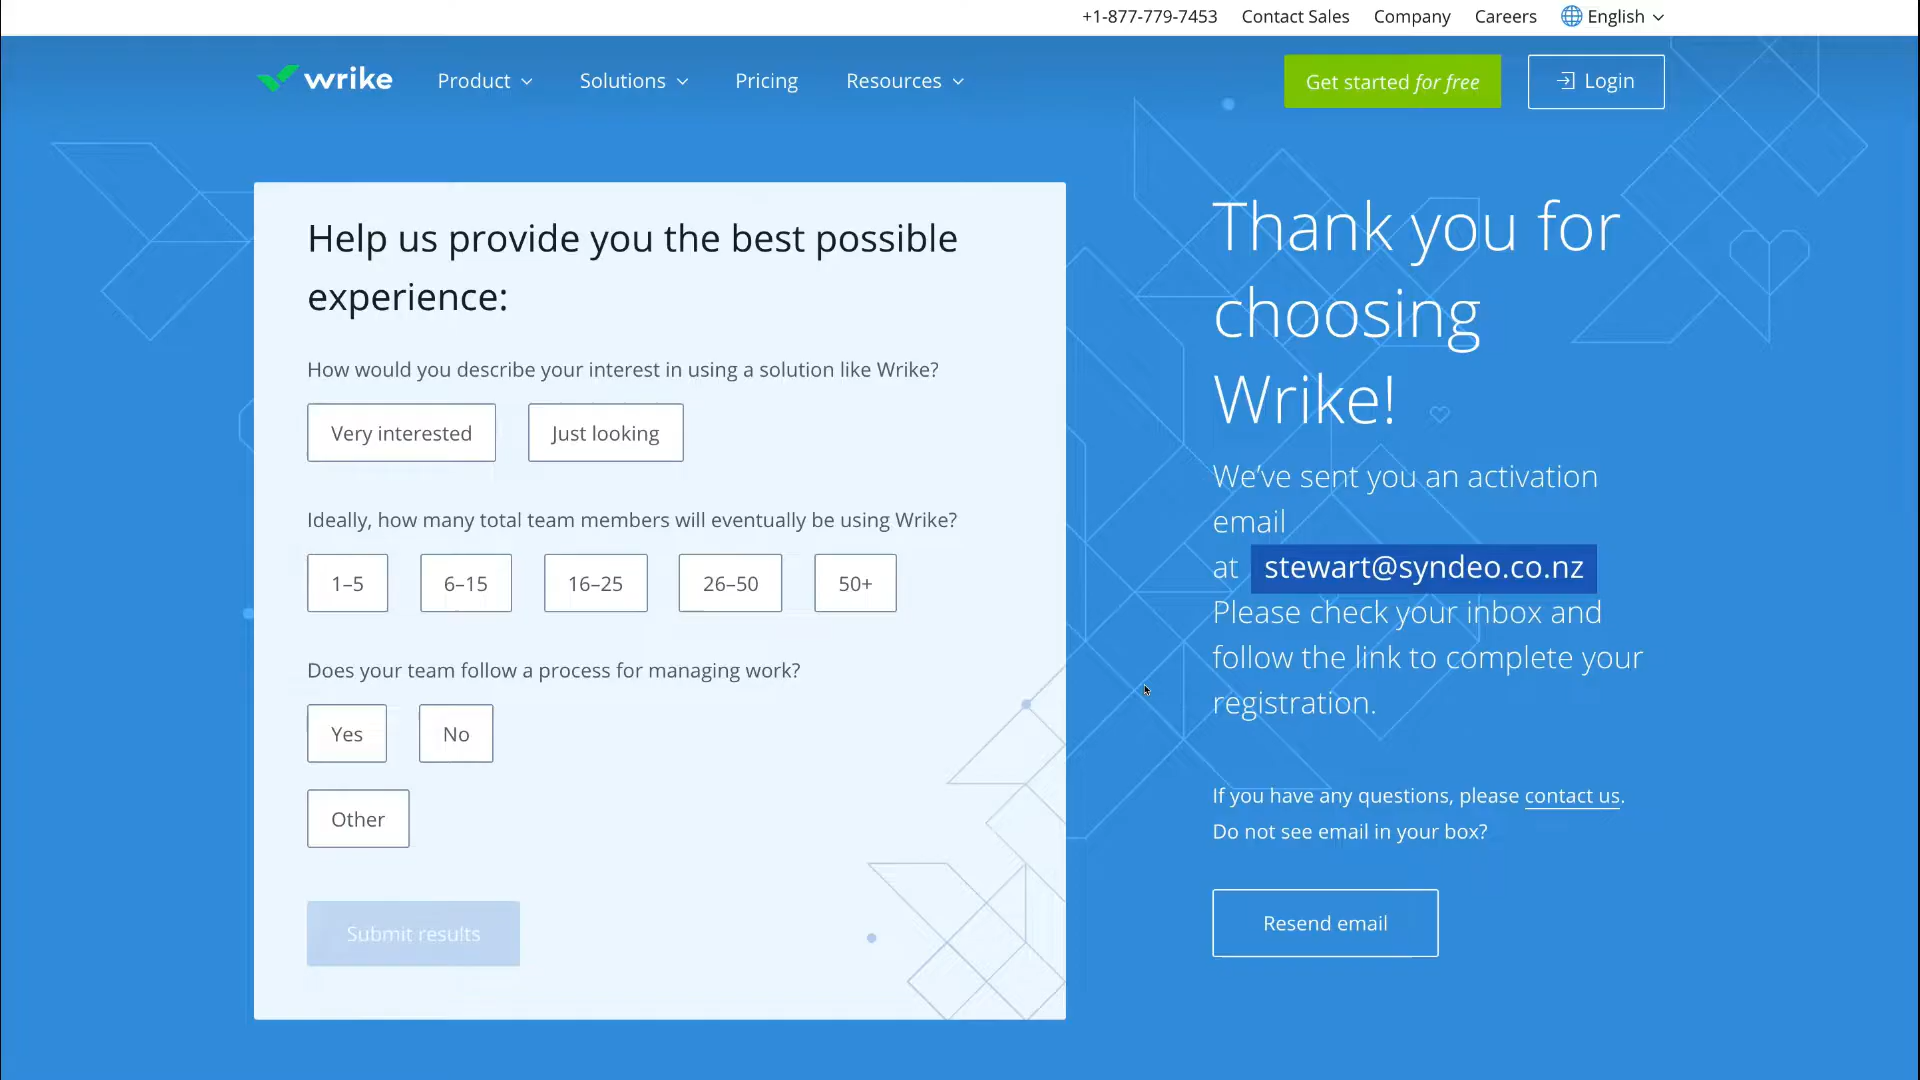 +1-877-779-7453 Contact Sales Company Careers English
wrike Product Solutions Pricing Resources Get started for free Login
Help us provide you the best possible
experience:
How would you describe your interest in using a solution like Wrike?
Very interested Just looking
Ideally, how many total team members will eventually be using Wrike?
1–5 6–15 16–25 26–50 50+
Does your team follow a process for managing work?
Yes No
Other
Submit results
Thank you for
choosing
Wrike!
We’ve sent you an activation
email
at stewart@syndeo.co.nz
Please check your inbox and
follow the link to complete your
registration.
If you have any questions, please contact us.
Do not see email in your box?
Resend email